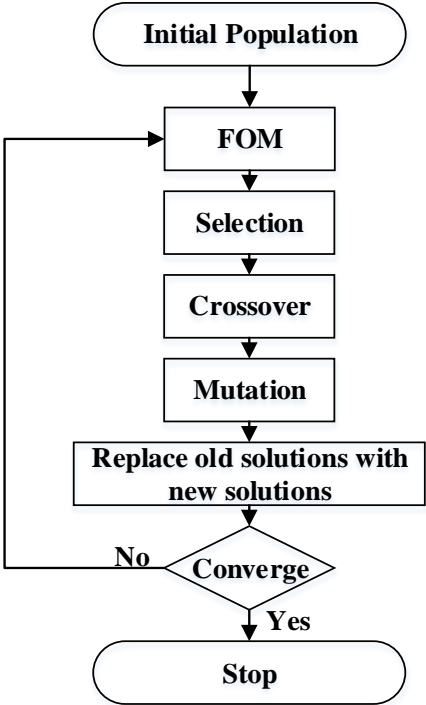 Initial Population
FOM
Selection
Crossover
Mutation
Replace old solutions with
new solutions
No
Converge
Yes
Stop